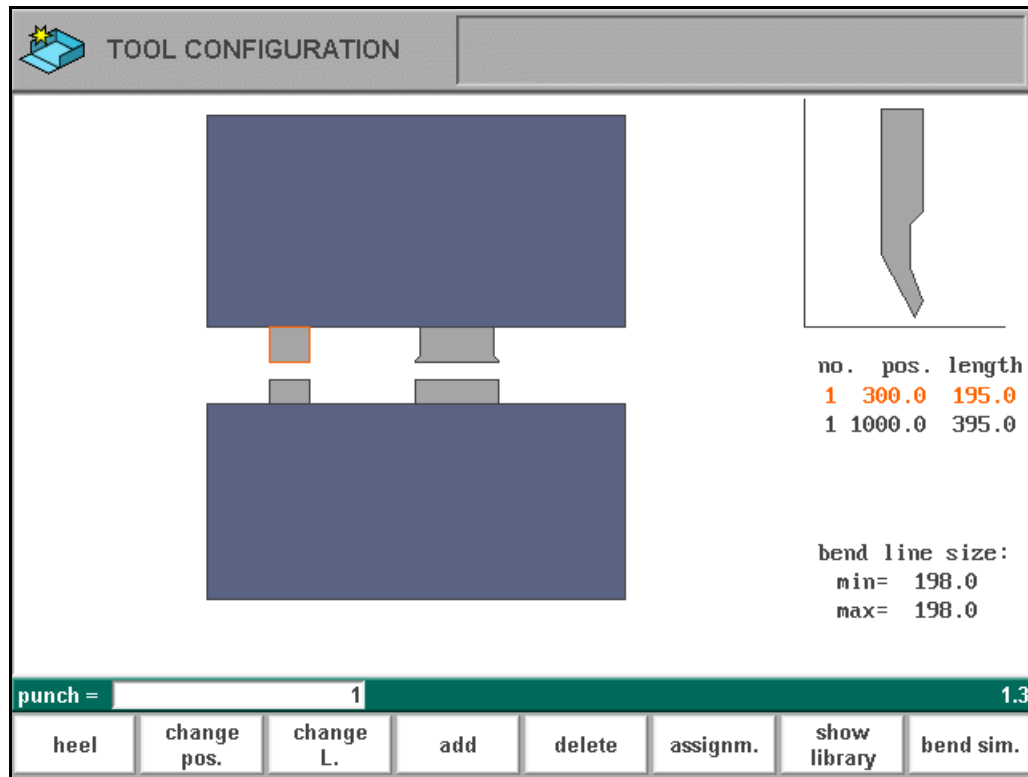 TOOL CONFIGURATION
no. pos. length
1 300.0 195.0
1 1000.0 395.0
bend line size:
min= 198.0
max= 198.0
punch = 1 1.3
heel
change pos.
change L.
add
delete
assignm.
show library
bend sim.